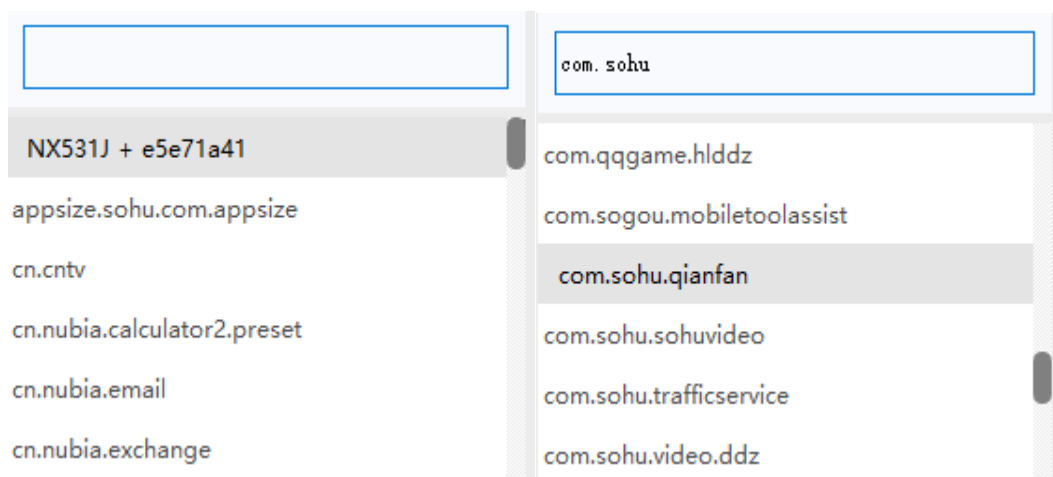 NX531J + e5e71a41
appsize.sohu.com.appsize
cn.cntv
cn.nubia.calculator2.preset
cn.nubia.email
cn.nubia.exchange
com.sohu
com.qqgame.hlddz
com.sogou.mobiletoolassist
com.sohu.qianfan
com.sohu.sohuvideo
com.sohu.trafficservice
com.sohu.video.ddz